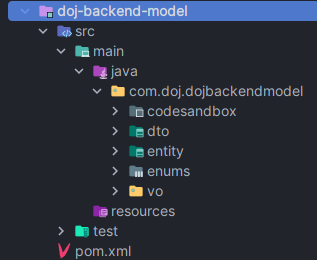 doj-backend-model
src
main
java
com.doj.dojbackendmodel
codesandbox
dto
entity
enums
vo
resources
test
pom.xml